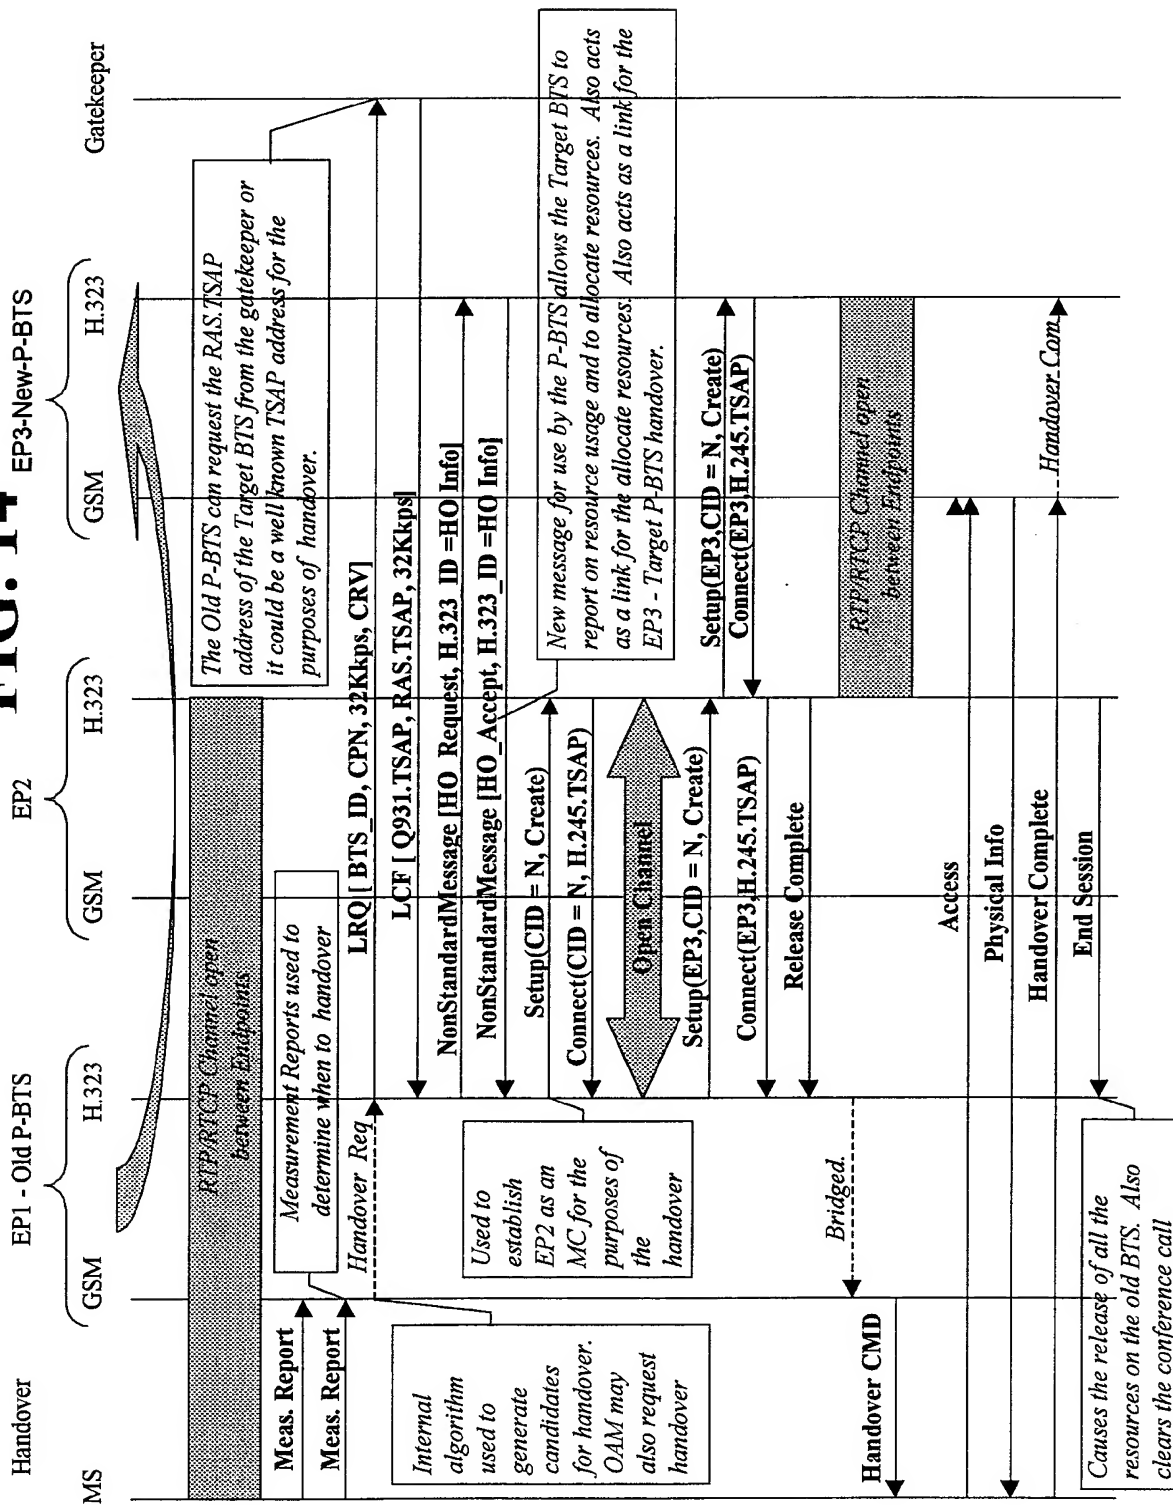 FIG. 14
Handover
EP1 - Old P-BTS
EP2
EP3-New-P-BTS
MS
GSM
H.323
GSM
H.323
GSM
H.323
Gatekeeper
RTP/RTCP Channel open
between Endpoints
The Old P-BTS can request the RAS.TSAP
address of the Target BTS from the gatekeeper or
it could be a well known TSAP address for the
purposes of handover.
Meas. Report
Meas. Report
Measurement Reports used to
determine when to handover
Handover Req
LRQ[ BTS_ID, CPN, 32Kkps, CRV]
LCF [ Q931.TSAP, RAS.TSAP, 32Kkps]
Internal
algorithm
used to
generate
candidates
for handover.
OAM may
also request
handover
NonStandardMessage [HO_Request, H.323_ID =HO Info]
NonStandardMessage [HO_Accept, H.323_ID =HO Info]
New message for use by the P-BTS allows the Target BTS to
report on resource usage and to allocate resources. Also acts
as a link for the allocate resources. Also acts as a link for the
EP3 - Target P-BTS handover.
Setup(CID = N, Create)
Connect(CID = N, H.245.TSAP)
Used to
establish
EP2 as an
MC for the
purposes of
the
handover
Open Channel
Setup(EP3,CID = N, Create)
Setup(EP3,CID = N, Create)
Connect(EP3,H.245.TSAP)
Connect(EP3,H.245.TSAP)
Release Complete
RTP/RTCP Channel open
between Endpoints
Bridged.
Handover CMD
Access
Physical Info
Handover Complete
Handover Com
End Session
Causes the release of all the
resources on the old BTS. Also
clears the conference call